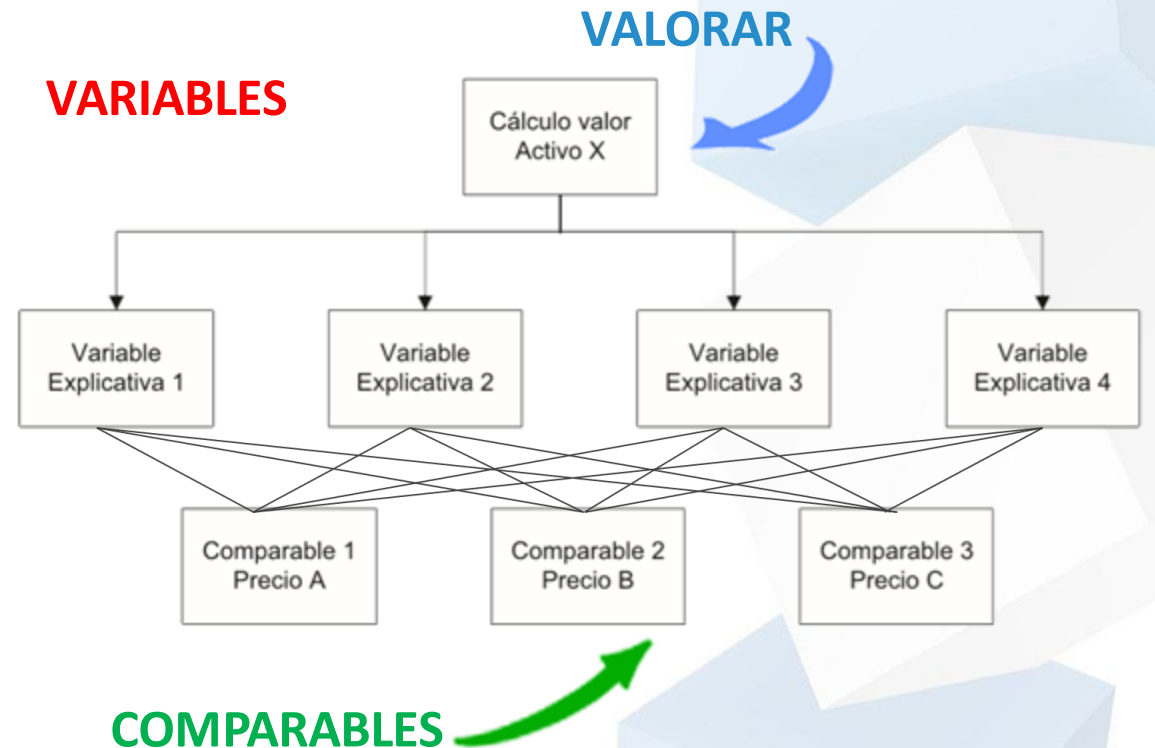 VALORAR
VARIABLES
Cálculo valor
Activo X
Variable
Explicativa 1
Variable
Explicativa 2
Variable
Explicativa 3
Variable
Explicativa 4
Comparable 1
Precio A
Comparable 2
Precio B
Comparable 3
Precio C
COMPARABLES